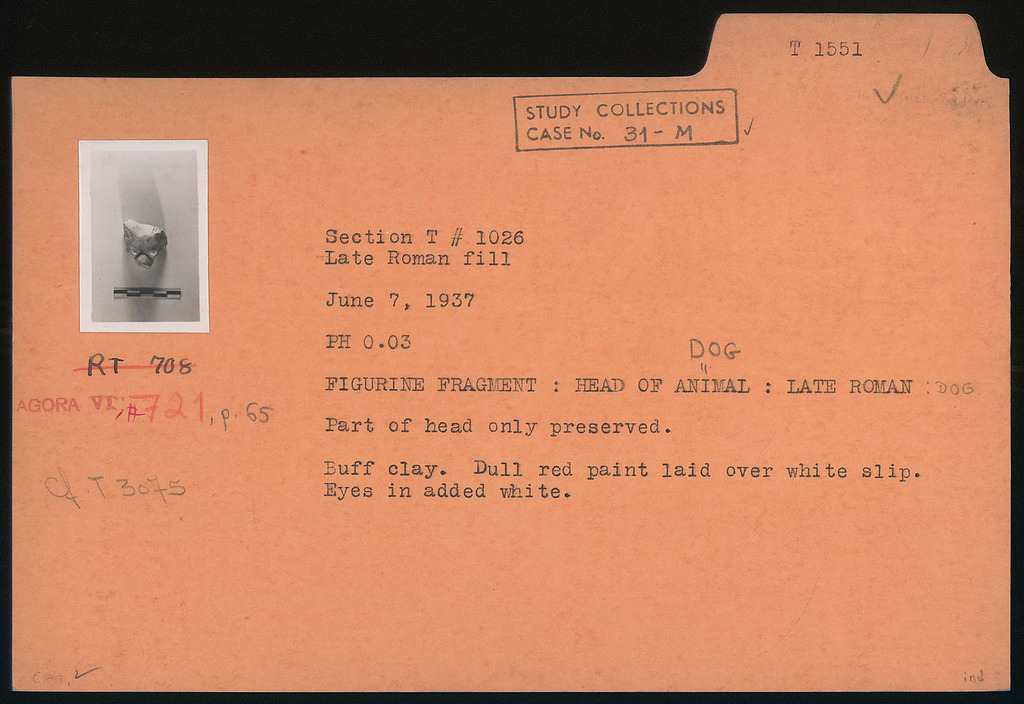 T 1551
STUDY COLLECTIONS
CASE No. 31 - M
Section T # 1026
Late Roman fill
June 7, 1937
PH 0.03
DOG
"
FIGURINE FRAGMENT : HEAD OF ANIMAL : LATE ROMAN : DOG
Part of head only preserved.
Buff clay. Dull red paint laid over white slip.
Eyes in added white.
RT 708
AGORA VI, # 721, p. 65
Cf T 3075
CAT.
ind